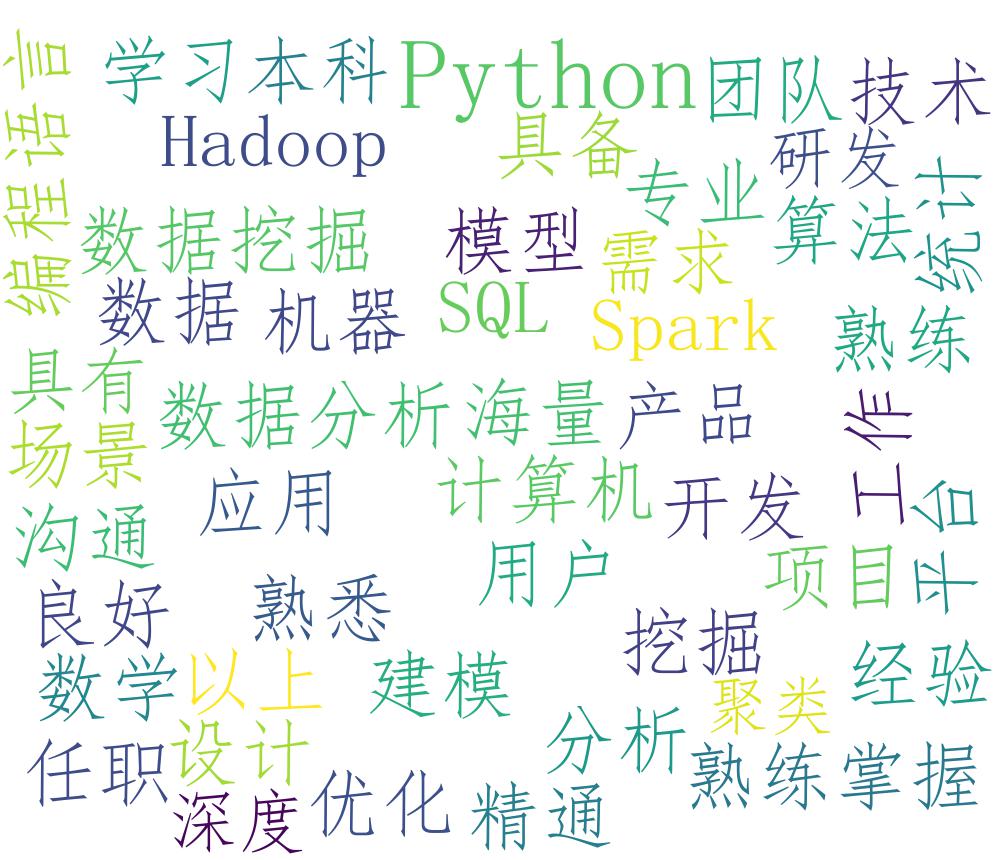 编程语言
学习
本科
Python
团队
技术
Hadoop
具备
研发
专业
统计
数据挖掘
模型
需求
算法
数据
机器
SQL
Spark
熟练
具有
数据分析
海量
产品
工作
场景
应用
计算机
开发
平台
沟通
用户
项目
良好
熟悉
挖掘
数学
以上
建模
经验
聚类
任职
设计
分析
熟练掌握
深度
优化
精通